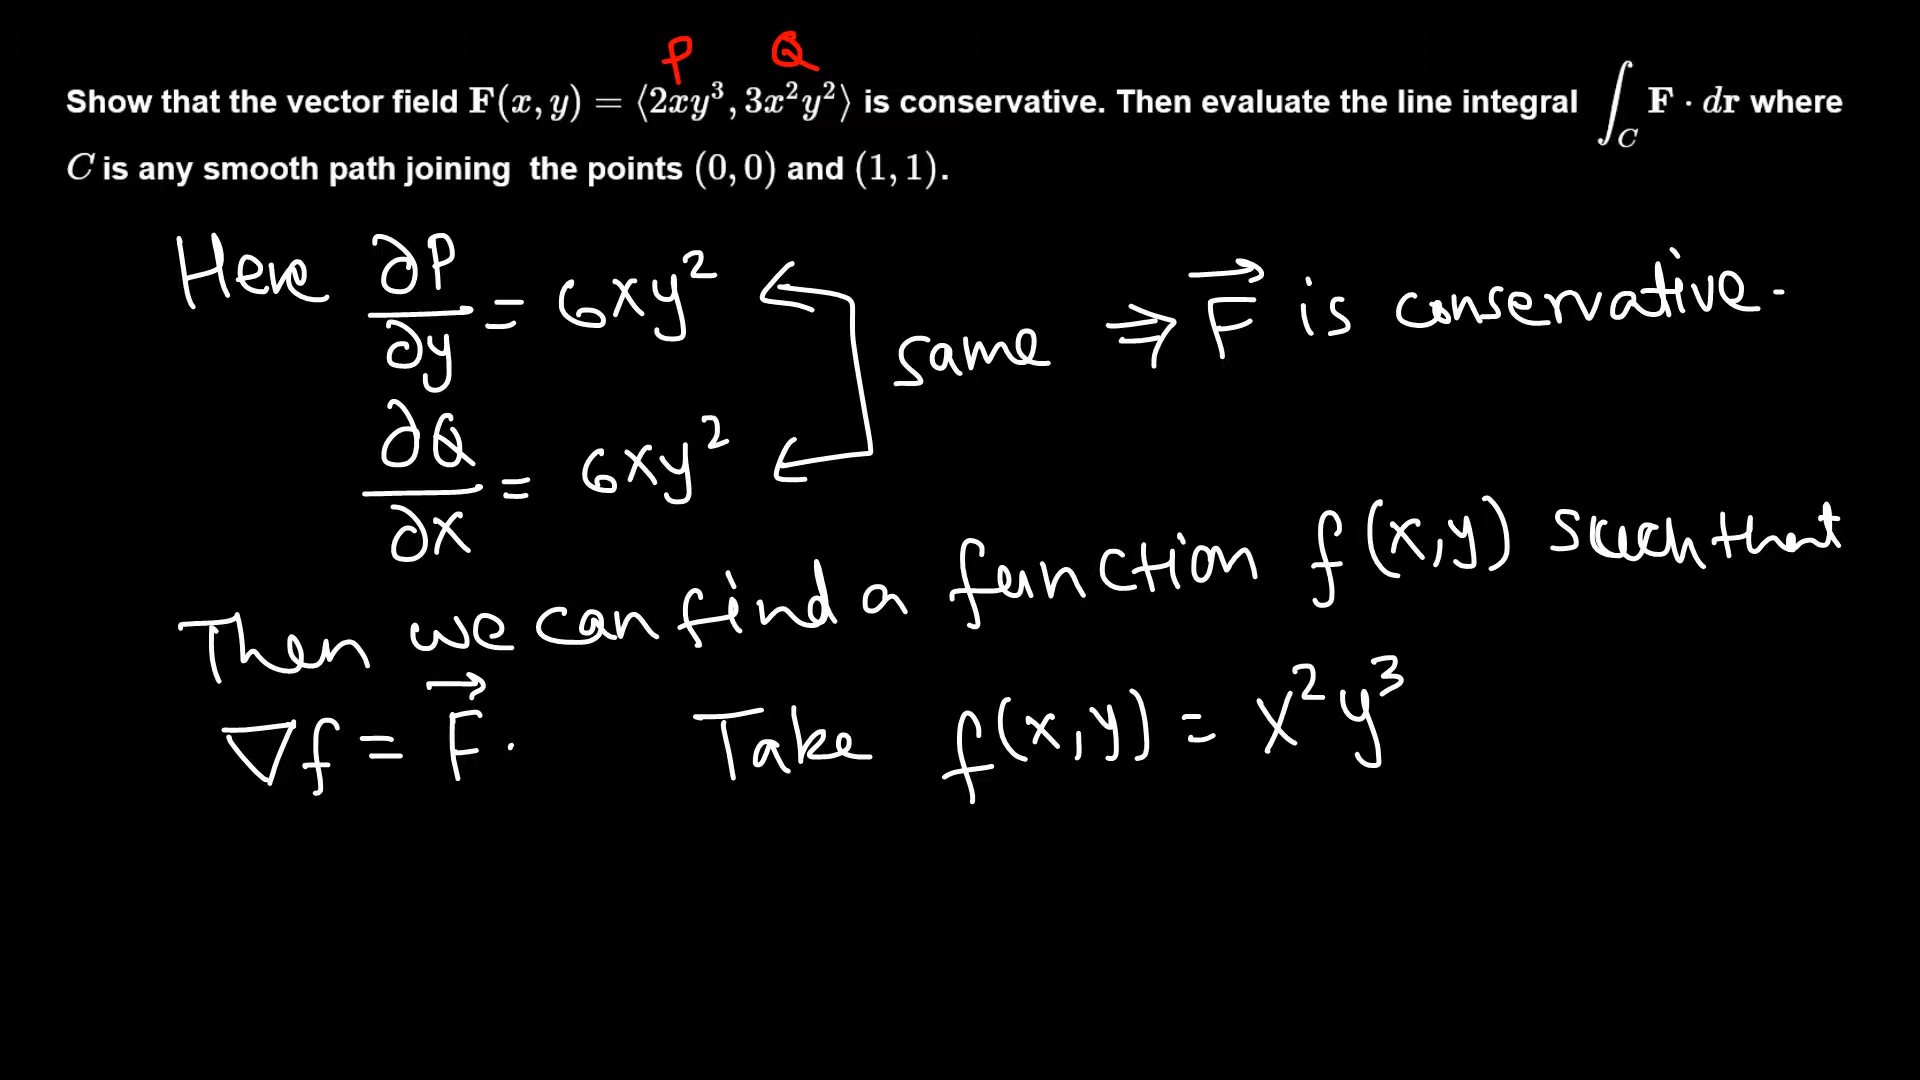 P Q
Show that the vector field F(x, y) = ⟨2xy³, 3x²y²⟩ is conservative. Then evaluate the line integral ∫_C F · dr where
C is any smooth path joining the points (0, 0) and (1, 1).
Here ∂P/∂y = 6xy² same ⇒ F⃗ is conservative.
∂Q/∂x = 6xy²
Then we can find a function f(x,y) such that
∇f = F⃗. Take f(x,y) = x²y³